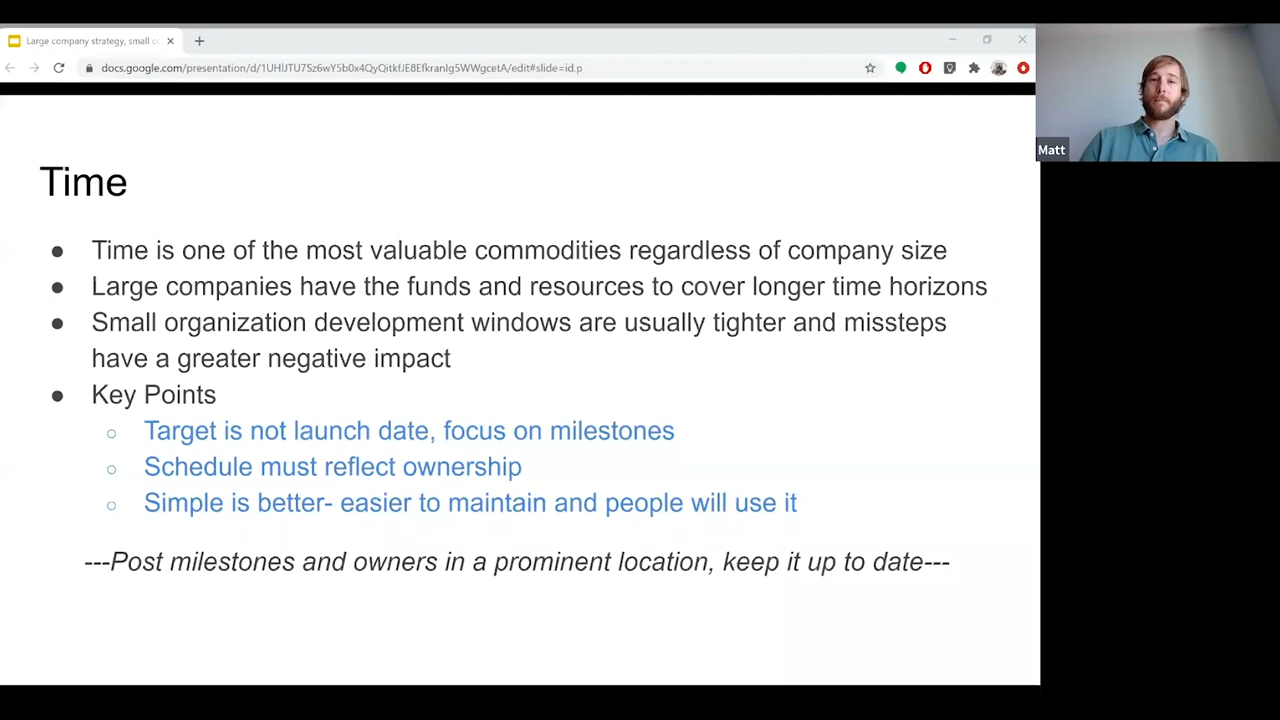 Large company strategy, small c
docs.google.com/presentation/d/1UHlJTU7Sz6wY5b0x4QyQitkfJE8EfkranIg5WWgcetA/edit#slide=id.p
Matt
Time
● Time is one of the most valuable commodities regardless of company size
● Large companies have the funds and resources to cover longer time horizons
● Small organization development windows are usually tighter and missteps
have a greater negative impact
● Key Points
○ Target is not launch date, focus on milestones
○ Schedule must reflect ownership
○ Simple is better- easier to maintain and people will use it
---Post milestones and owners in a prominent location, keep it up to date---